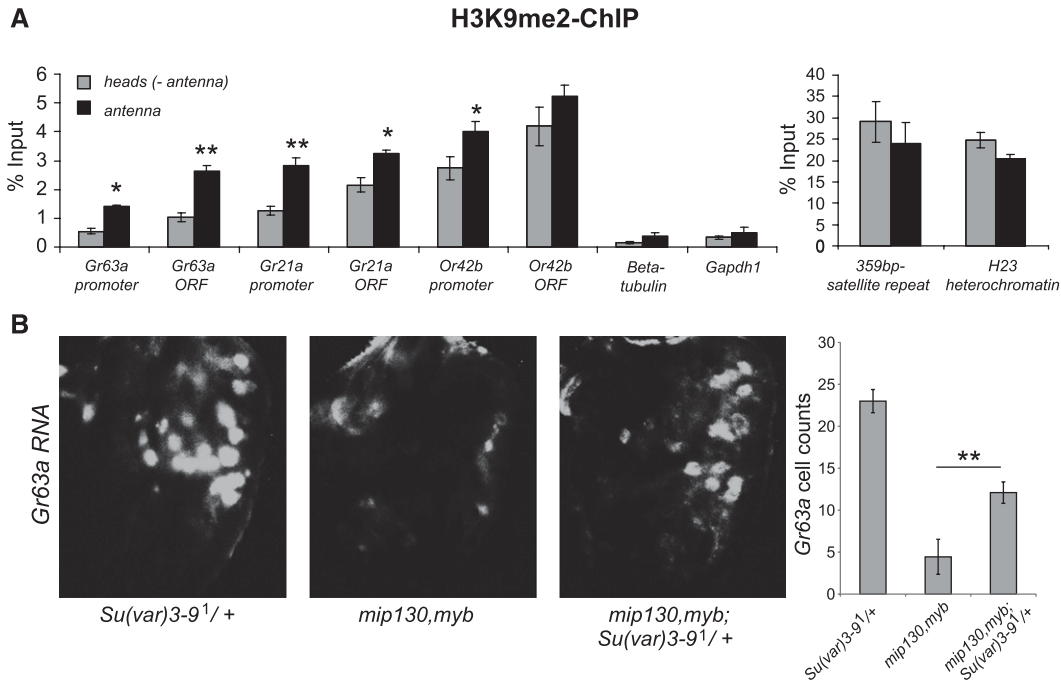 A
H3K9me2-ChIP
% Input
6
5
4
3
2
1
0
heads (- antenna)
antenna
*
**
**
*
*
Gr63a
promoter
Gr63a
ORF
Gr21a
promoter
Gr21a
ORF
Or42b
promoter
Or42b
ORF
Beta-
tubulin
Gapdh1
% Input
40
35
30
25
20
15
10
5
0
359bp-
satellite repeat
H23
heterochromatin
B
Gr63a RNA
Su(var)3-9¹/ +
mip130,myb
mip130,myb;
Su(var)3-9¹/ +
Gr63a cell counts
30
25
20
15
10
5
0
**
Su(var)3-9¹/+
mip130,myb
mip130,myb;
Su(var)3-9¹/+